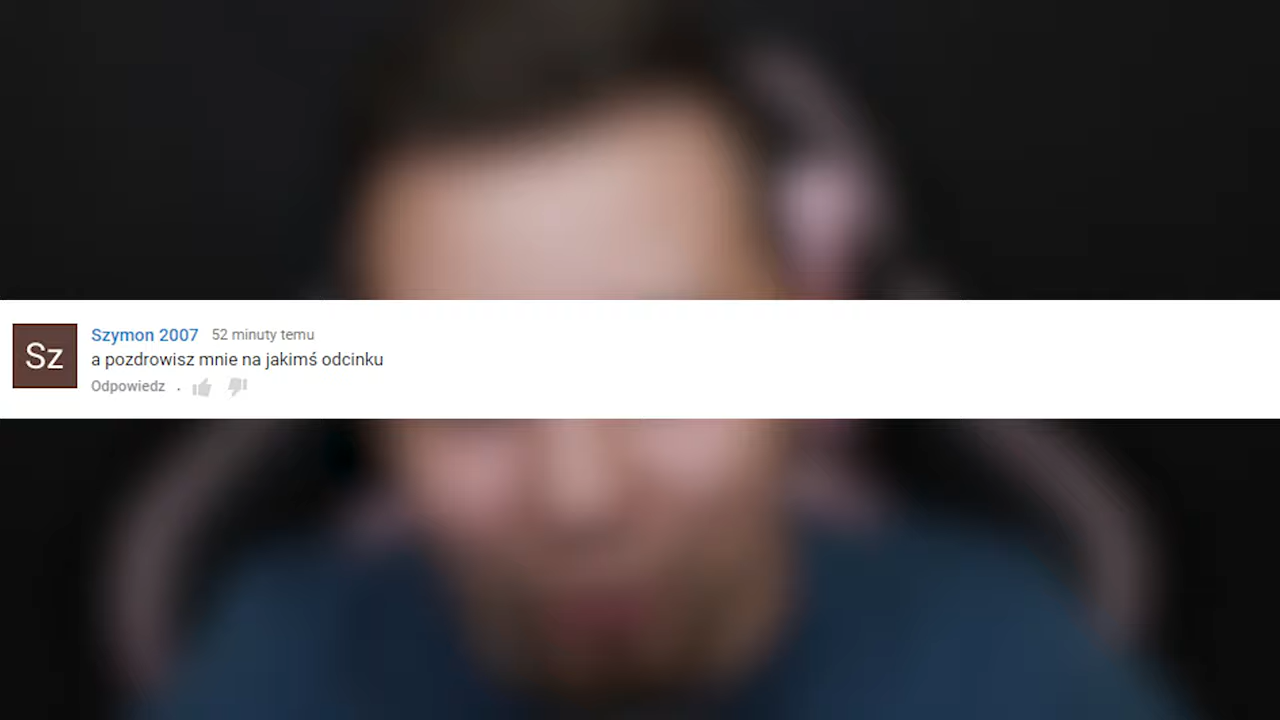 Sz
Szymon 2007 52 minuty temu
a pozdrowisz mnie na jakimś odcinku
Odpowiedz .